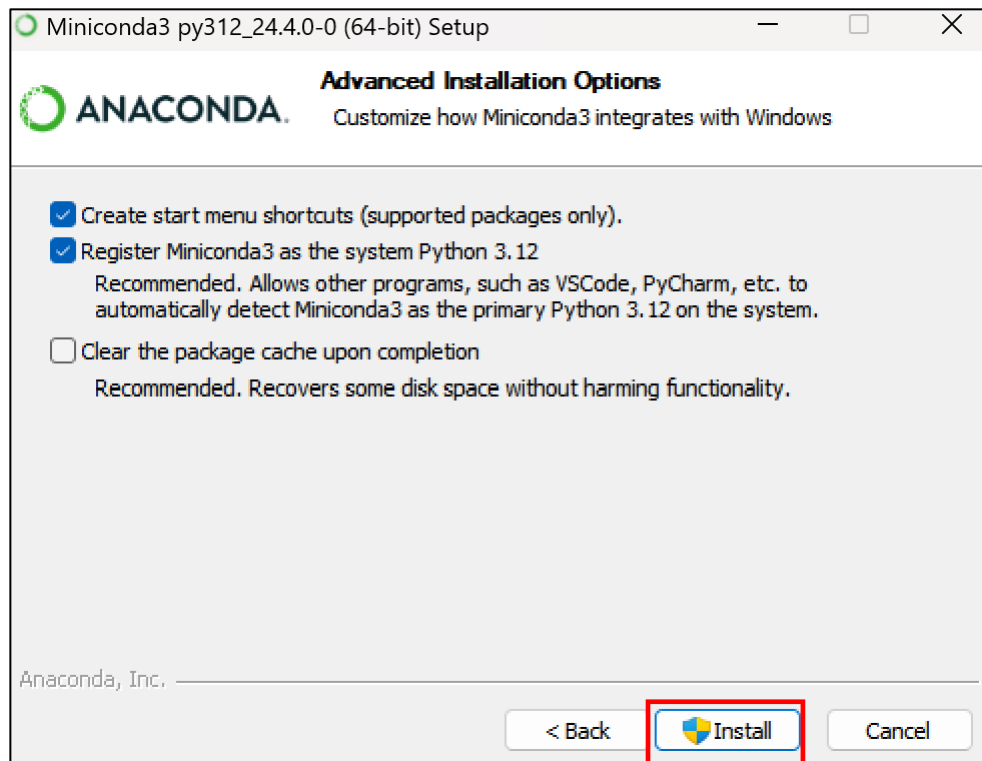 Miniconda3 py312_24.4.0-0 (64-bit) Setup
ANACONDA.
Advanced Installation Options
Customize how Miniconda3 integrates with Windows
Create start menu shortcuts (supported packages only).
Register Miniconda3 as the system Python 3.12
Recommended. Allows other programs, such as VSCode, PyCharm, etc. to
automatically detect Miniconda3 as the primary Python 3.12 on the system.
Clear the package cache upon completion
Recommended. Recovers some disk space without harming functionality.
Anaconda, Inc.
< Back
Install
Cancel